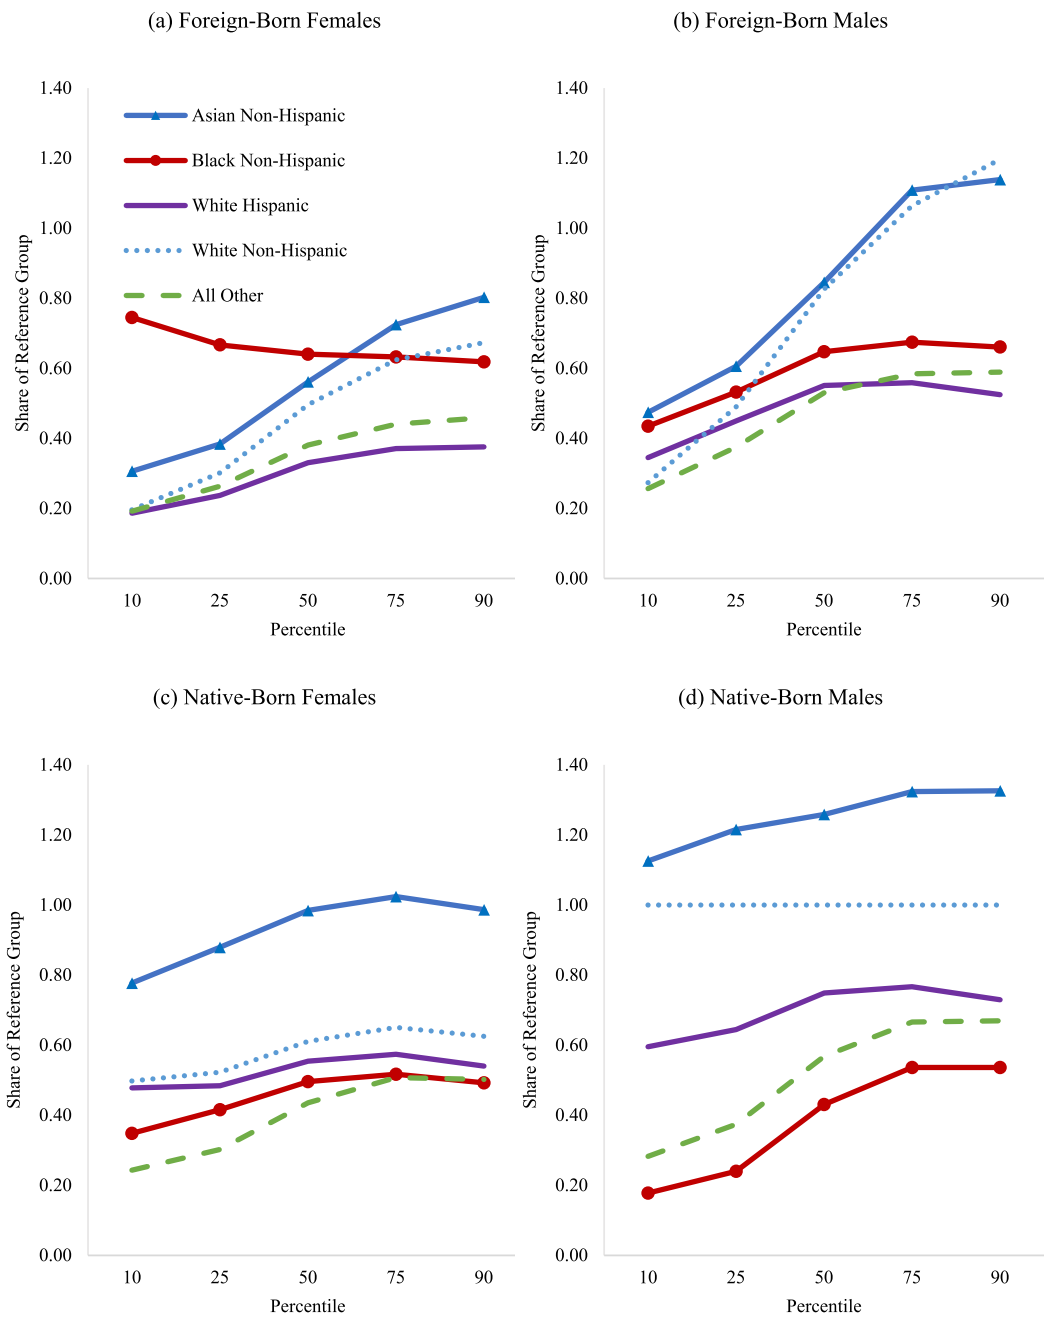 (a) Foreign-Born Females
1.40
1.20
1.00
0.80
0.60
0.40
0.20
0.00
Share of Reference Group
Asian Non-Hispanic
Black Non-Hispanic
White Hispanic
White Non-Hispanic
All Other
10 25 50 75 90
Percentile
(b) Foreign-Born Males
1.40
1.20
1.00
0.80
0.60
0.40
0.20
0.00
Share of Reference Group
10 25 50 75 90
Percentile
(c) Native-Born Females
1.40
1.20
1.00
0.80
0.60
0.40
0.20
0.00
Share of Reference Group
10 25 50 75 90
Percentile
(d) Native-Born Males
1.40
1.20
1.00
0.80
0.60
0.40
0.20
0.00
Share of Reference Group
10 25 50 75 90
Percentile